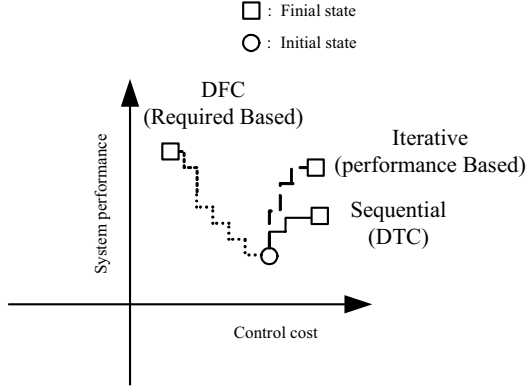 : Finial state
: Initial state
DFC
(Required Based)
Iterative
(performance Based)
Sequential
(DTC)
System performance
Control cost